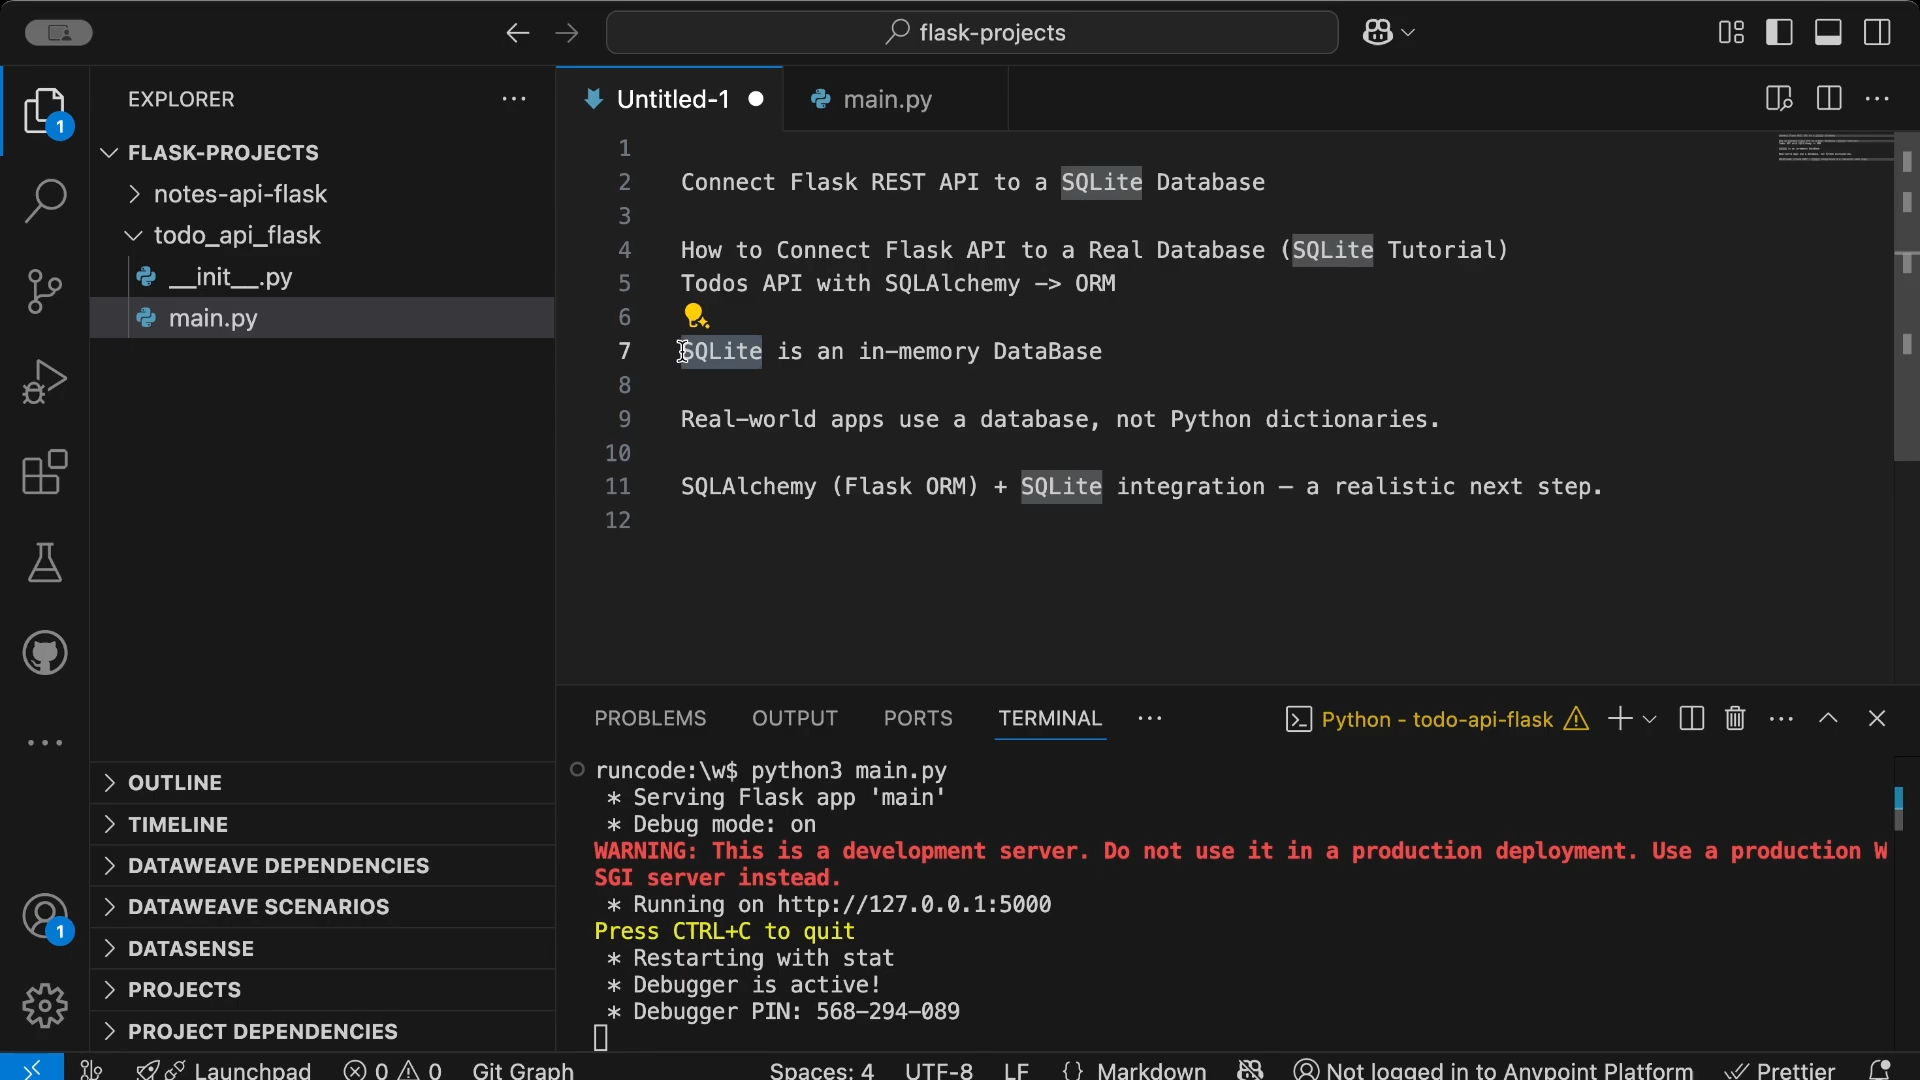 flask-projects
EXPLORER
Untitled-1
main.py
1
FLASK-PROJECTS
notes-api-flask
todo_api_flask
__init__.py
main.py
1
2 Connect Flask REST API to a SQLite Database
3
4 How to Connect Flask API to a Real Database (SQLite Tutorial)
5 Todos API with SQLAlchemy -> ORM
6
7 SQLite is an in-memory DataBase
8
9 Real-world apps use a database, not Python dictionaries.
10
11 SQLAlchemy (Flask ORM) + SQLite integration – a realistic next step.
12
OUTLINE
TIMELINE
DATAWEAVE DEPENDENCIES
DATAWEAVE SCENARIOS
DATASENSE
PROJECTS
PROJECT DEPENDENCIES
1
PROBLEMS OUTPUT PORTS TERMINAL
Python - todo-api-flask
runcode:\w$ python3 main.py
* Serving Flask app 'main'
* Debug mode: on
WARNING: This is a development server. Do not use it in a production deployment. Use a production W
SGI server instead.
* Running on http://127.0.0.1:5000
Press CTRL+C to quit
* Restarting with stat
* Debugger is active!
* Debugger PIN: 568-294-089
Launchpad 0 0 Git Graph Spaces: 4 UTF-8 LF {} Markdown Not logged in to Anypoint Platform Prettier